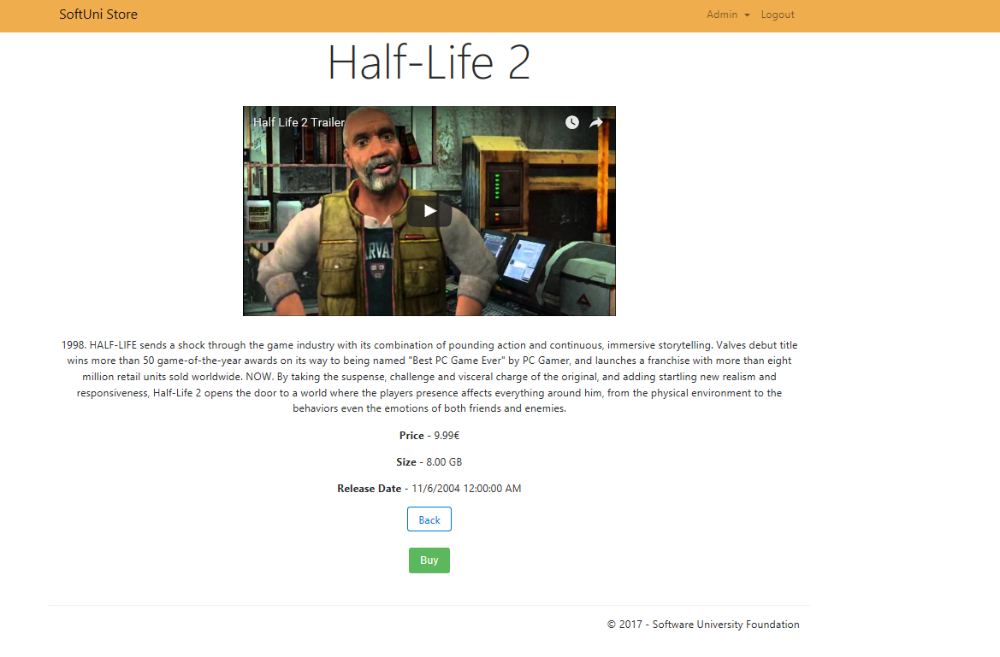 SoftUni Store
Admin
Logout
Half-Life 2
Half Life 2 Trailer
ARVA
1998. HALF-LIFE sends a shock through the game industry with its combination of pounding action and continuous, immersive storytelling. Valves debut title
wins more than 50 game-of-the-year awards on its way to being named "Best PC Game Ever" by PC Gamer, and launches a franchise with more than eight
million retail units sold worldwide. NOW. By taking the suspense, challenge and visceral charge of the original, and adding startling new realism and
responsiveness, Half-Life 2 opens the door to a world where the players presence affects everything around him, from the physical environment to the
behaviors even the emotions of both friends and enemies.
Price - 9.99€
Size - 8.00 GB
Release Date - 11/6/2004 12:00:00 AM
Back
Buy
© 2017 - Software University Foundation